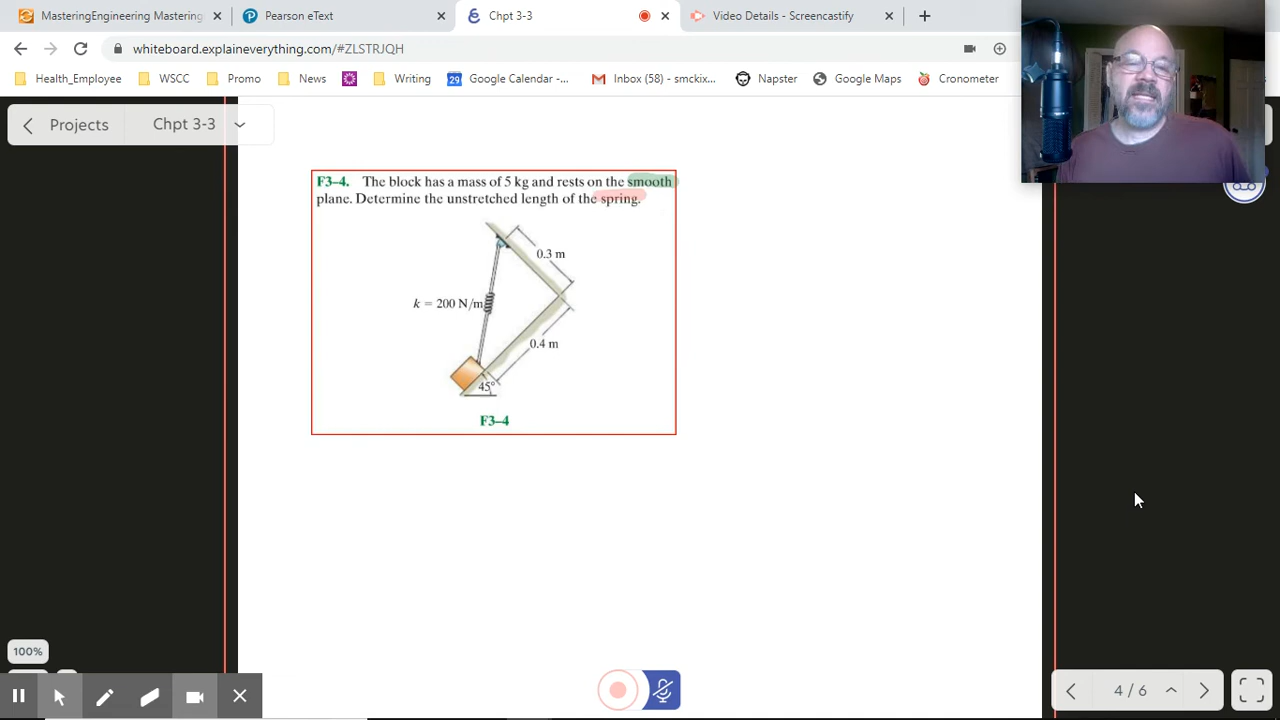 MasteringEngineering Mastering
Pearson eText
Chpt 3-3
Video Details - Screencastify
whiteboard.explaineverything.com/#ZLSTRJQH
Health_Employee
WSCC
Promo
News
Writing
29
Google Calendar -...
Inbox (58) - smckix...
Napster
Google Maps
Cronometer
Projects
Chpt 3-3
F3–4. The block has a mass of 5 kg and rests on the smooth
plane. Determine the unstretched length of the spring.
0.3 m
k = 200 N/m
0.4 m
45°
F3–4
100%
4 / 6